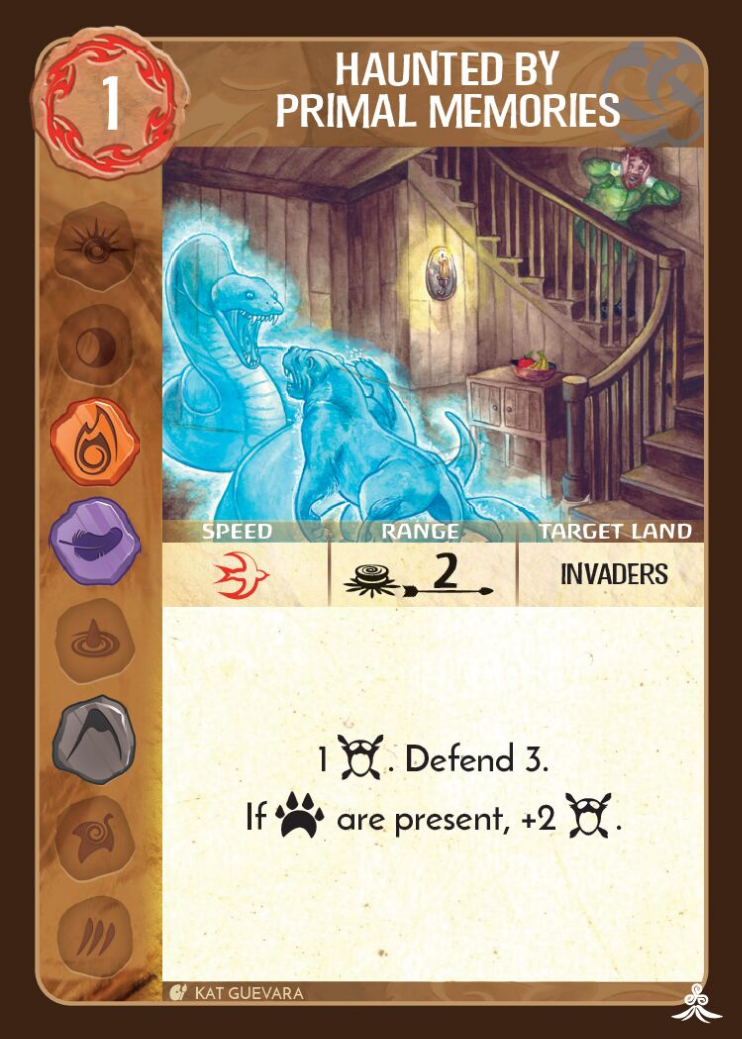 1
HAUNTED BY
PRIMAL MEMORIES
SPEED RANGE TARGET LAND
2 INVADERS
1 . Defend 3.
If are present, +2 .
KAT GUEVARA